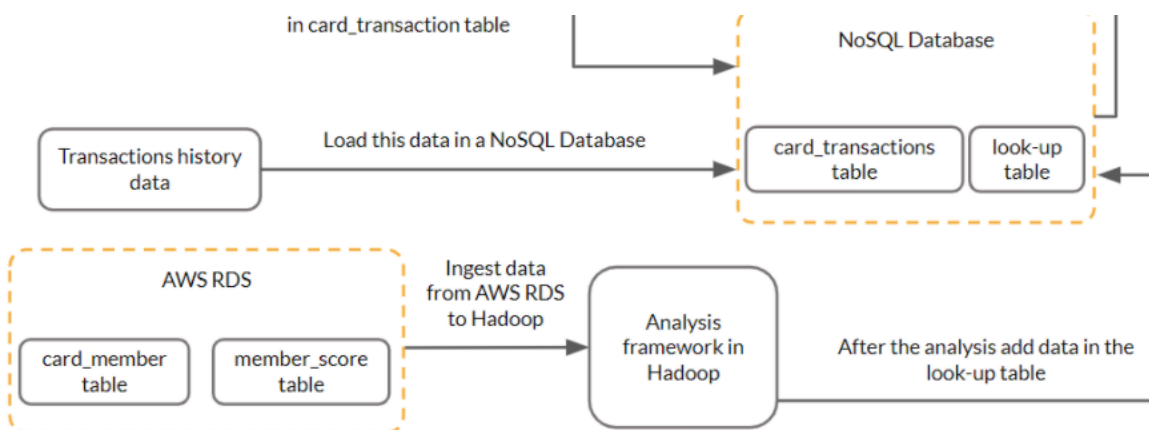 in card_transaction table
NoSQL Database
Load this data in a NoSQL Database
Transactions history
data
card_transactions
table
look-up
table
AWS RDS
card_member
table
member_score
table
Ingest data
from AWS RDS
to Hadoop
Analysis
framework in
Hadoop
After the analysis add data in the
look-up table